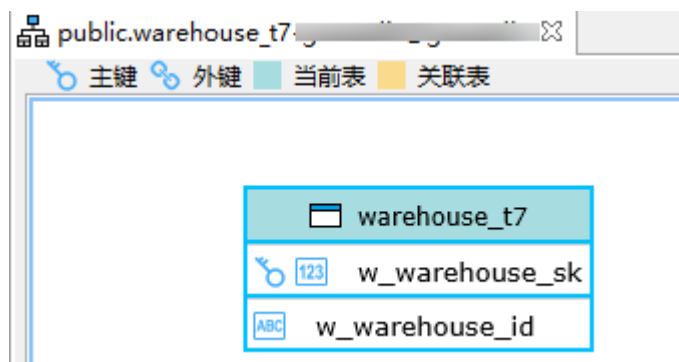 public.warehouse_t7
主键 外键 当前表 关联表
warehouse_t7
123 w_warehouse_sk
ABC w_warehouse_id